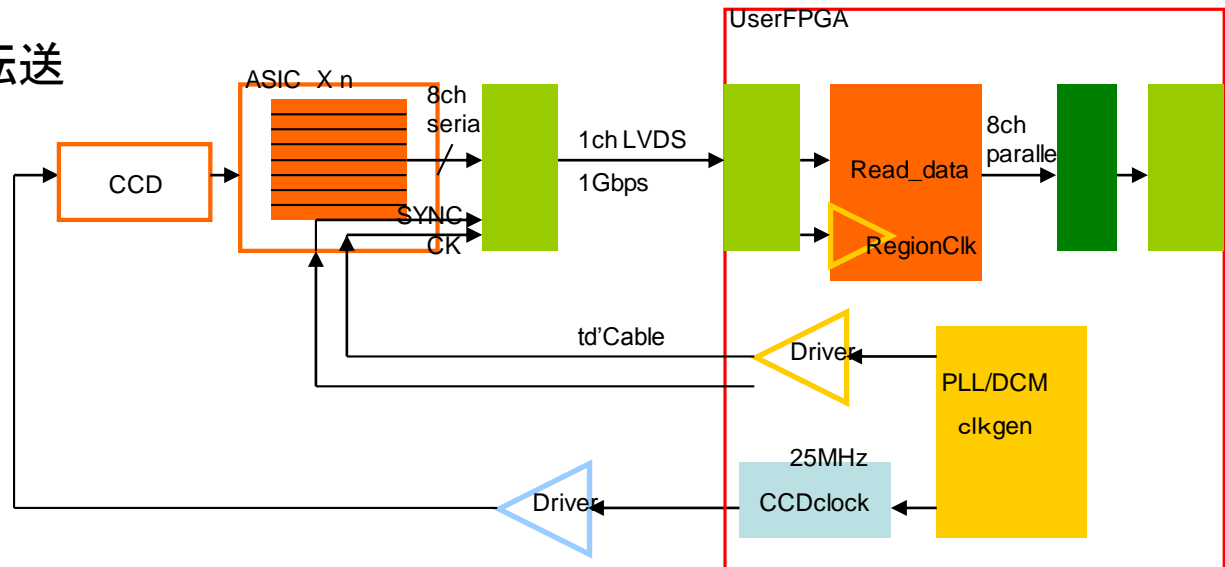 転送
UserFPGA
ASIC X n
8ch
seria
1ch LVDS
1Gbps
8ch
paralle
CCD
Read_data
SYNC
CK
RegionClk
td'Cable
Driver
PLL/DCM
clkgen
25MHz
CCDclock
Driver